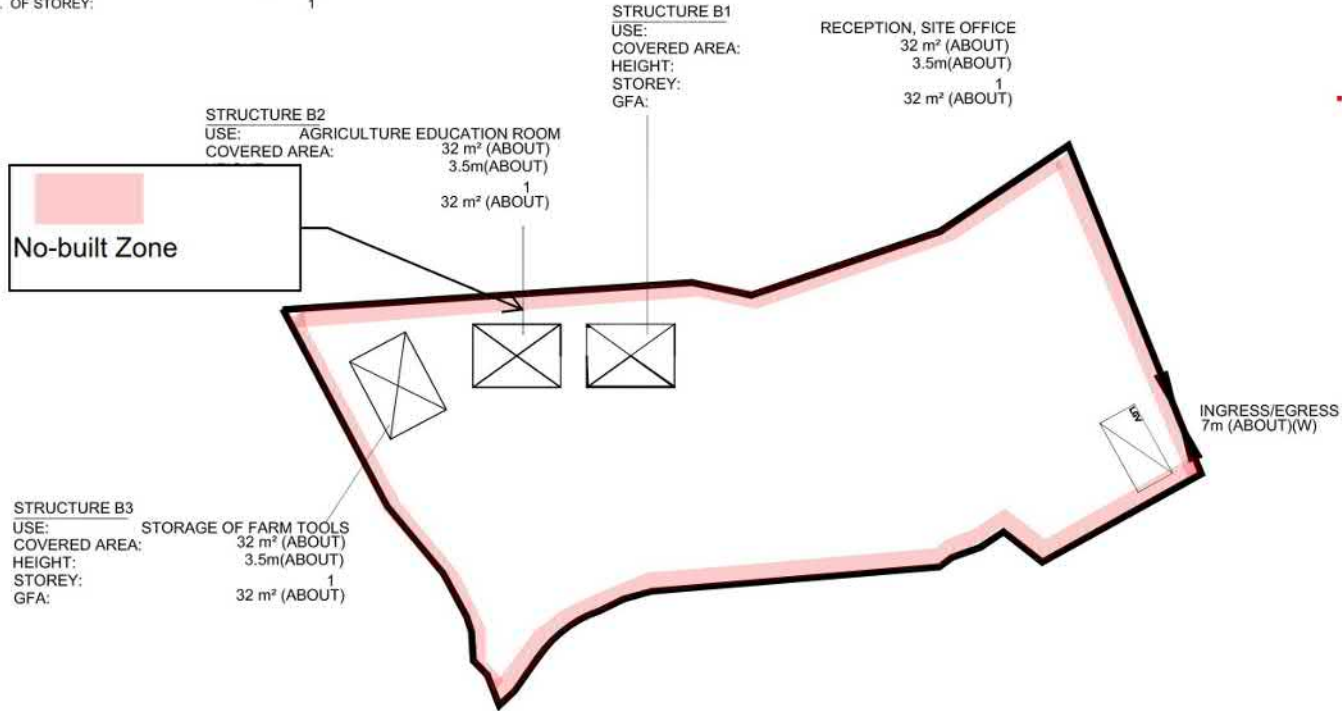 OF STOREY: 1
STRUCTURE B1
USE: RECEPTION, SITE OFFICE
COVERED AREA: 32 m² (ABOUT)
HEIGHT: 3.5m(ABOUT)
STOREY: 1
GFA: 32 m² (ABOUT)
STRUCTURE B2
USE: AGRICULTURE EDUCATION ROOM
COVERED AREA: 32 m² (ABOUT)
3.5m(ABOUT)
1
32 m² (ABOUT)
No-built Zone
INGRESS/EGRESS
7m (ABOUT)(W)
LGV
STRUCTURE B3
USE: STORAGE OF FARM TOOLS
COVERED AREA: 32 m² (ABOUT)
HEIGHT: 3.5m(ABOUT)
STOREY: 1
GFA: 32 m² (ABOUT)